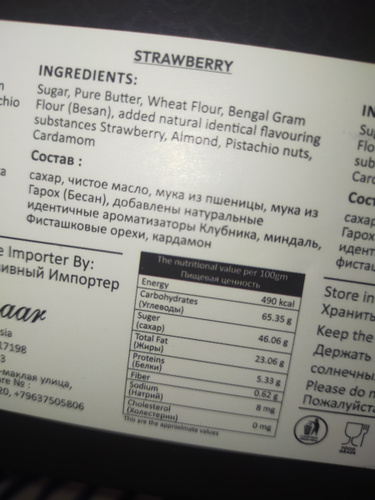 STRAWBERRY
INGREDIENTS:
Sugar, Pure Butter, Wheat Flour, Bengal Gram
Flour (Besan), added natural identical flavouring
substances Strawberry, Almond, Pistachio nuts,
Cardamom
Состав :
сахар, чистое масло, мука из пшеницы, мука из
Гарох (Бесан), добавлены натуральные
идентичные ароматизаторы Клубника, миндаль,
Фисташковые орехи, кардамон
Importer By:
Импортер
The nutritional value per 100gm
Пищевая ценность
Energy 490 kcal
Carbohydrates
(Углеводы) 65.35 g
Suger
(сахар) 46.06 g
Total Fat
(Жиры) 23.06 g
Proteins
(Белки) 5.33 g
Fiber 0.62 g
Sodium
(Натрий) 8 mg
Cholesterol
(Холестерин) 0 mg
This are the approximate values
улица,
+79637505806
Store in
Хранить
Keep the
Держать
Please do n